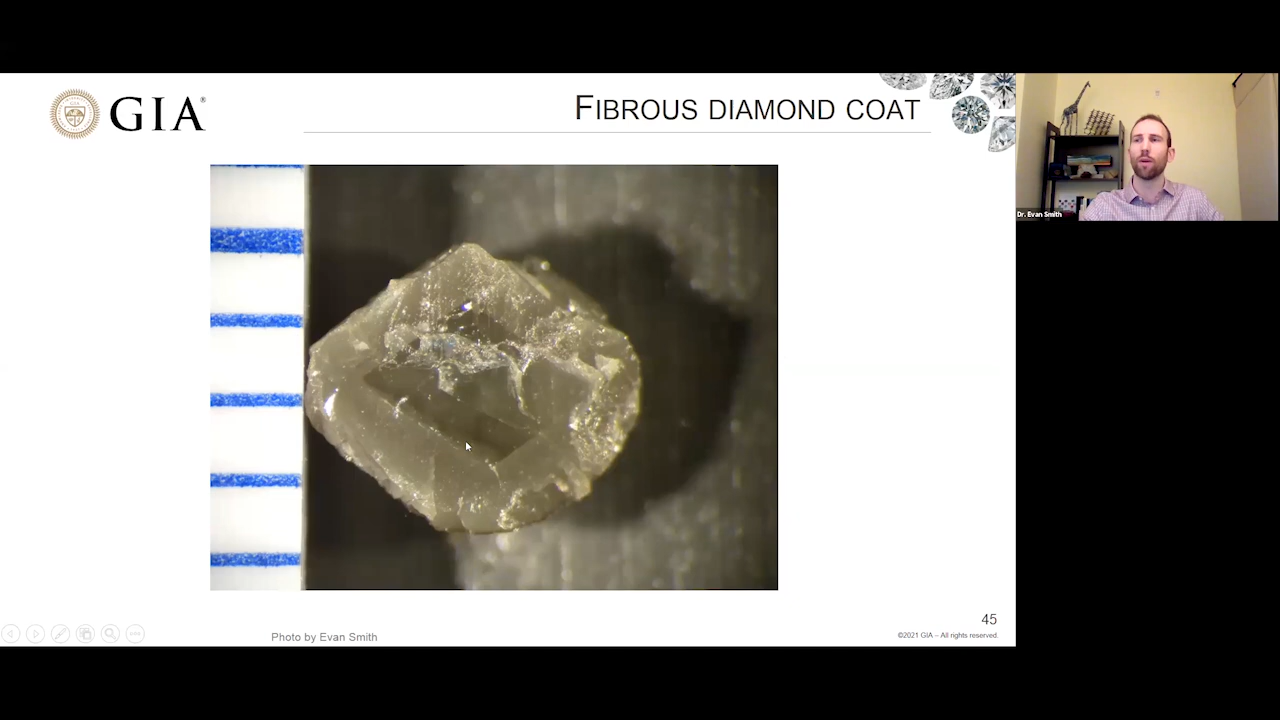 GIA®
FIBROUS DIAMOND COAT
Dr. Evan Smith
45
Photo by Evan Smith
©2021 GIA – All rights reserved.